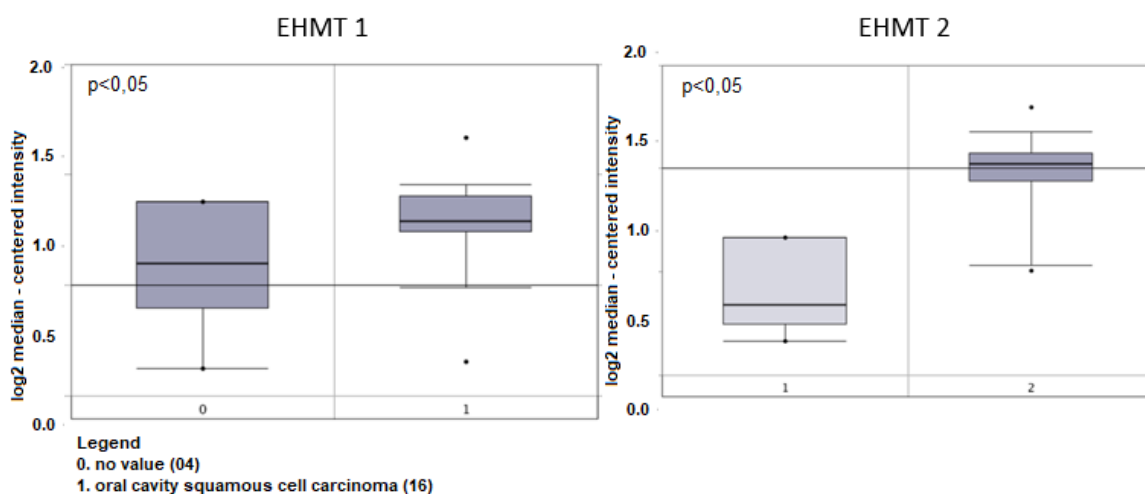 EHMT 1
EHMT 2
log2 median - centered intensity
2.0
1.5
1.0
0.5
0.0
p<0,05
0
1
log2 median - centered intensity
2.0
1.5
1.0
0.5
0.0
p<0,05
1
2
Legend
0. no value (04)
1. oral cavity squamous cell carcinoma (16)